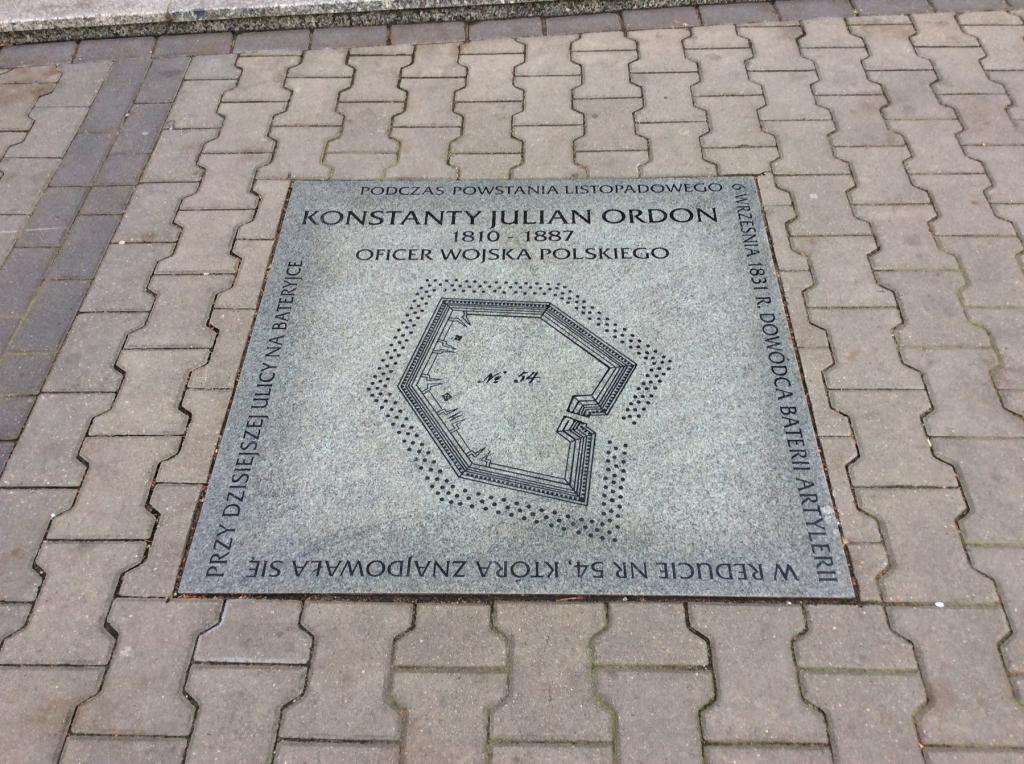 PODCZAS POWSTANIA LISTOPADOWEGO
KONSTANTY JULIAN ORDON
1810 - 1887
OFICER WOJSKA POLSKIEGO
6 WRZEŚNIA 1831 R. DOWÓDCA BATERII ARTYLERII
W REDUCIE NR 54, KTÓRA ZNAJDOWAŁA SIĘ
PRZY DZISIEJSZEJ ULICY NA BATERYJCE
№ 54.